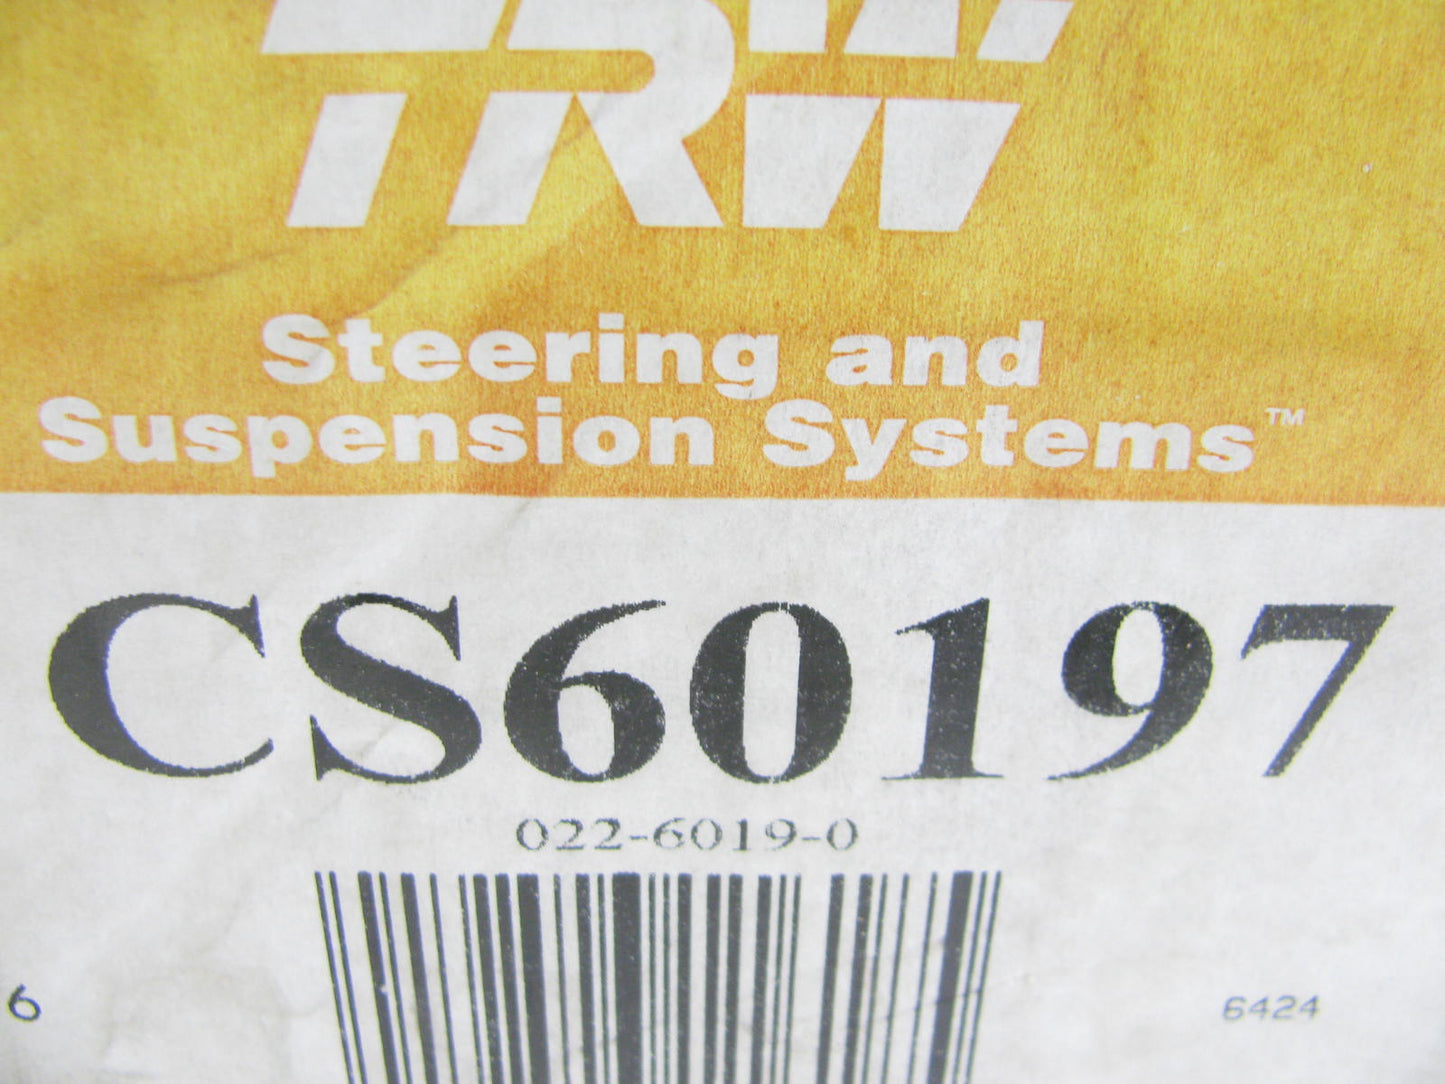 TRW
Steering and
Suspension Systems™
CS60197
022-6019-0
6
6424